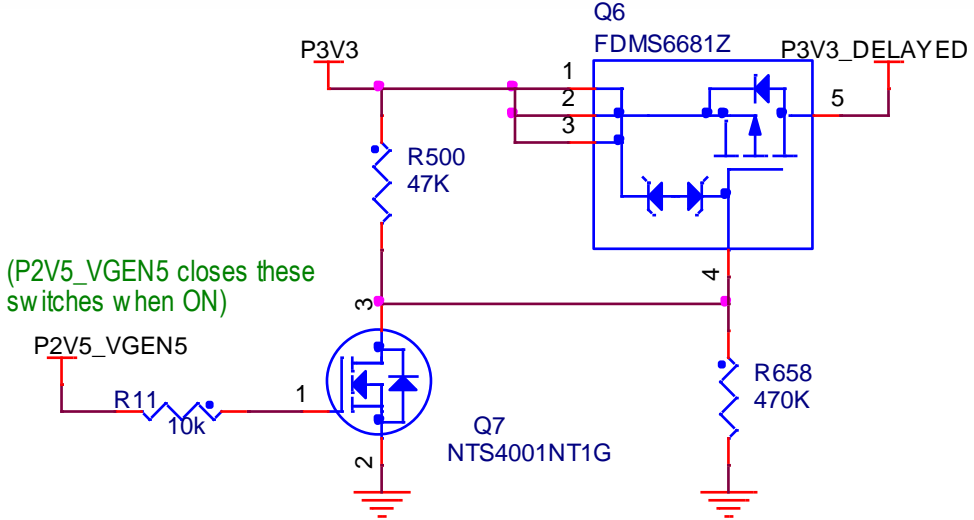 Q6
FDMS6681Z
P3V3
P3V3_DELAYED
1
2
3
5
R500
47K
4
(P2V5_VGEN5 closes these
switches when ON)
3
P2V5_VGEN5
R11
10k
1
R658
470K
Q7
NTS4001NT1G
2